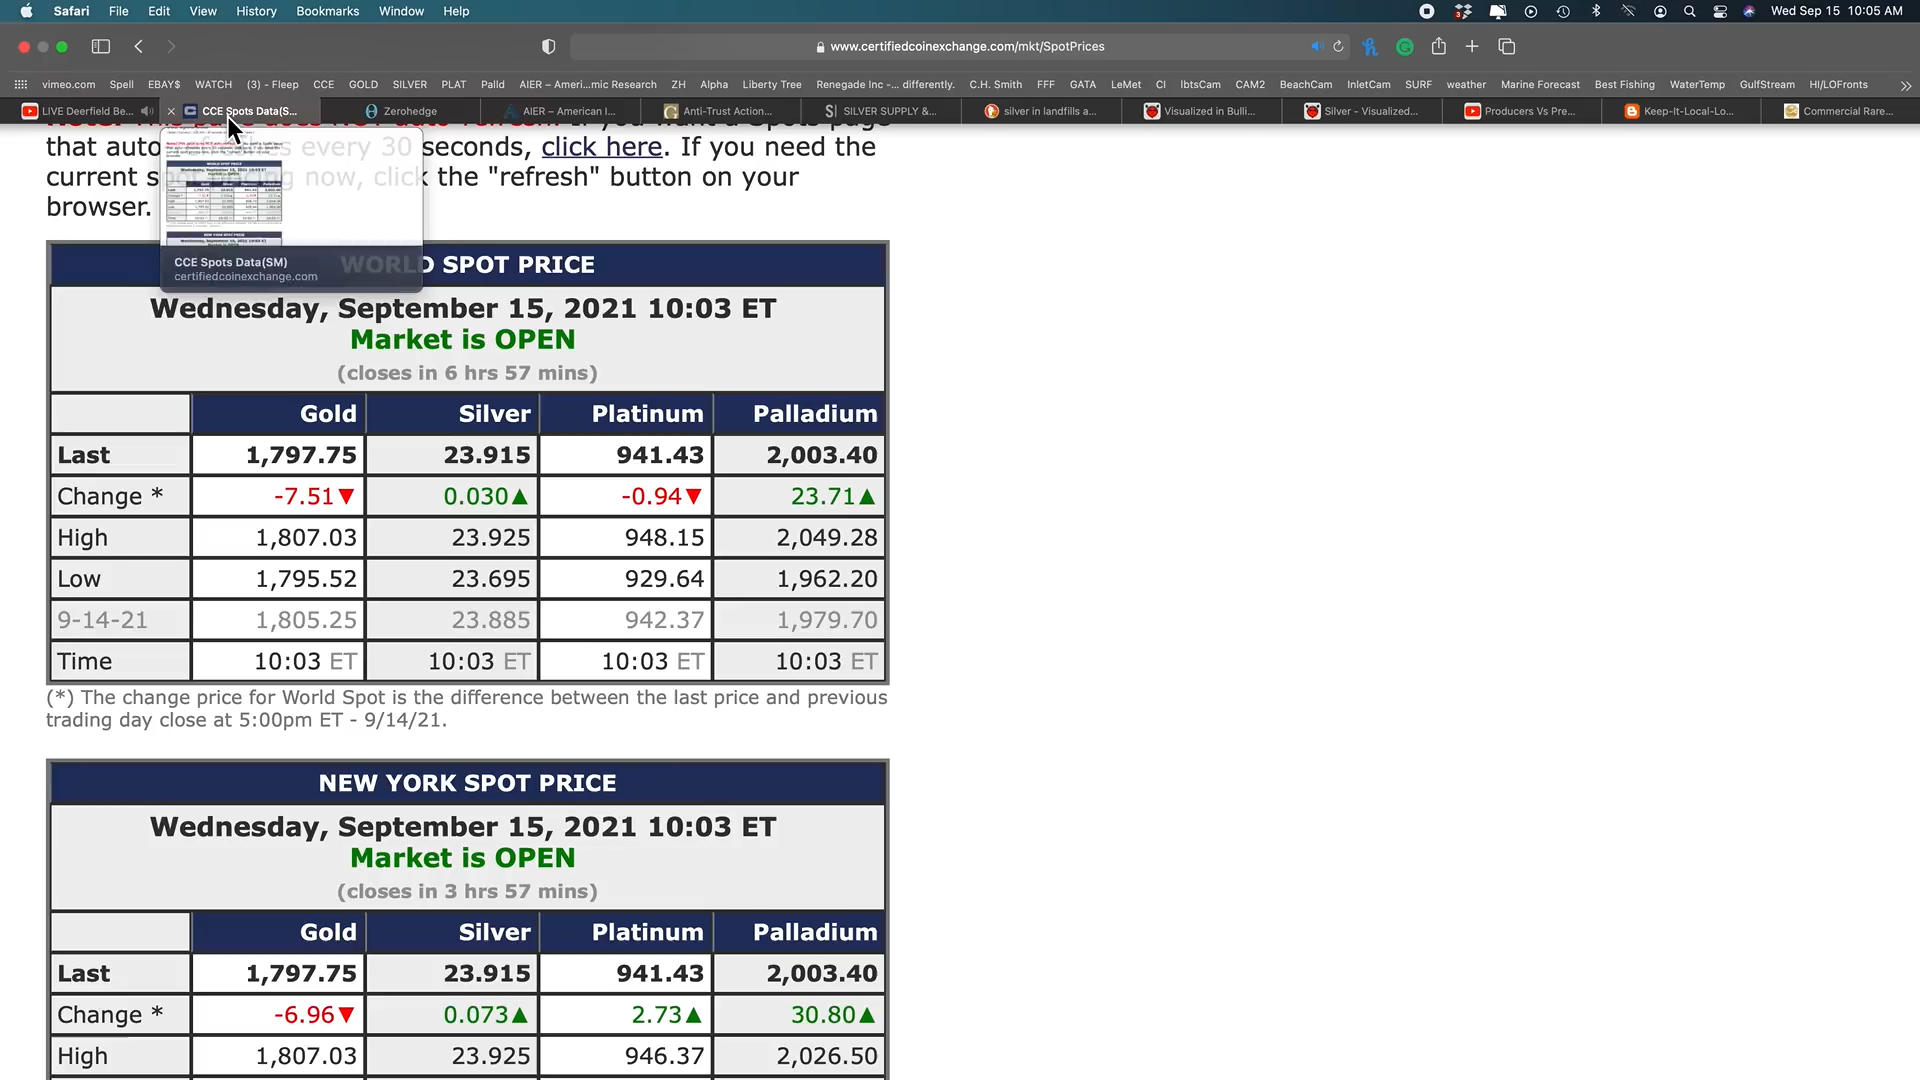 Safari File Edit View History Bookmarks Window Help
Wed Sep 15 10:05 AM
www.certifiedcoinexchange.com/mkt/SpotPrices
vimeo.com Spell EBAY$ WATCH (3) - Fleep CCE GOLD SILVER PLAT Palld AIER – Ameri...mic Research ZH Alpha Liberty Tree Renegade Inc -... differently. C.H. Smith FFF GATA LeMet CI IbtsCam CAM2 BeachCam InletCam SURF weather Marine Forecast Best Fishing WaterTemp GulfStream HI/LOFronts
LIVE Deerfield Be... CCE Spots Data(S... Zerohedge AIER – American I... Anti-Trust Action... SILVER SUPPLY &... silver in landfills a... Visualized in Bulli... Silver - Visualized... Producers Vs Pre... Keep-It-Local-Lo... Commercial Rare...
that auto every 30 seconds, click here. If you need the
current spot now, click the "refresh" button on your
browser.
CCE Spots Data(SM)
certifiedcoinexchange.com
WORLD SPOT PRICE
Wednesday, September 15, 2021 10:03 ET
Market is OPEN
(closes in 6 hrs 57 mins)
Gold Silver Platinum Palladium
Last 1,797.75 23.915 941.43 2,003.40
Change * -7.51▼ 0.030▲ -0.94▼ 23.71▲
High 1,807.03 23.925 948.15 2,049.28
Low 1,795.52 23.695 929.64 1,962.20
9-14-21 1,805.25 23.885 942.37 1,979.70
Time 10:03 ET 10:03 ET 10:03 ET 10:03 ET
(*) The change price for World Spot is the difference between the last price and previous
trading day close at 5:00pm ET - 9/14/21.
NEW YORK SPOT PRICE
Wednesday, September 15, 2021 10:03 ET
Market is OPEN
(closes in 3 hrs 57 mins)
Gold Silver Platinum Palladium
Last 1,797.75 23.915 941.43 2,003.40
Change * -6.96▼ 0.073▲ 2.73▲ 30.80▲
High 1,807.03 23.925 946.37 2,026.50